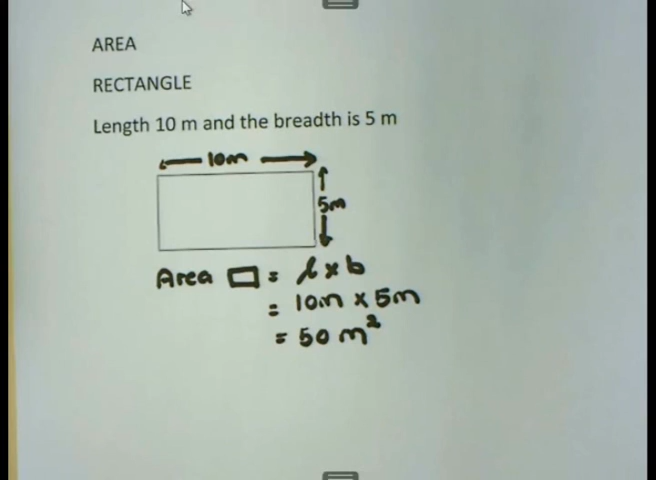 AREA
RECTANGLE
Length 10 m and the breadth is 5 m
10m
5m
Area ▭ = l x b
= 10m x 5m
= 50 m²